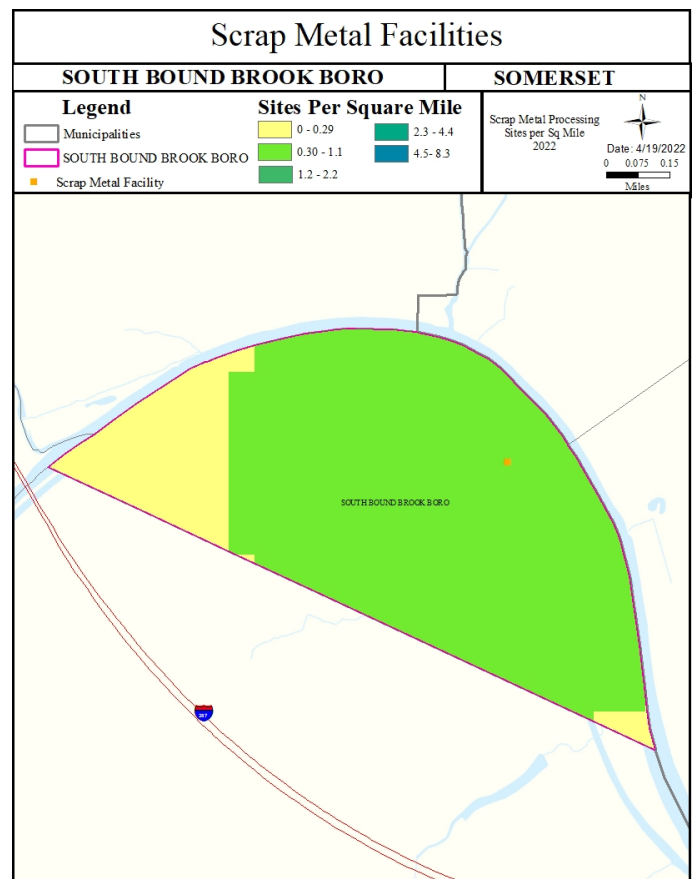 Scrap Metal Facilities
SOUTH BOUND BROOK BORO
SOMERSET
Legend
Municipalities
SOUTH BOUND BROOK BORO
Scrap Metal Facility
Sites Per Square Mile
0 - 0.29
0.30 - 1.1
1.2 - 2.2
2.3 - 4.4
4.5- 8.3
Scrap Metal Processing
Sites per Sq Mile
2022
N
Date: 4/19/2022
0 0.075 0.15
Miles
SOUTH BOUND BROOK BORO
287